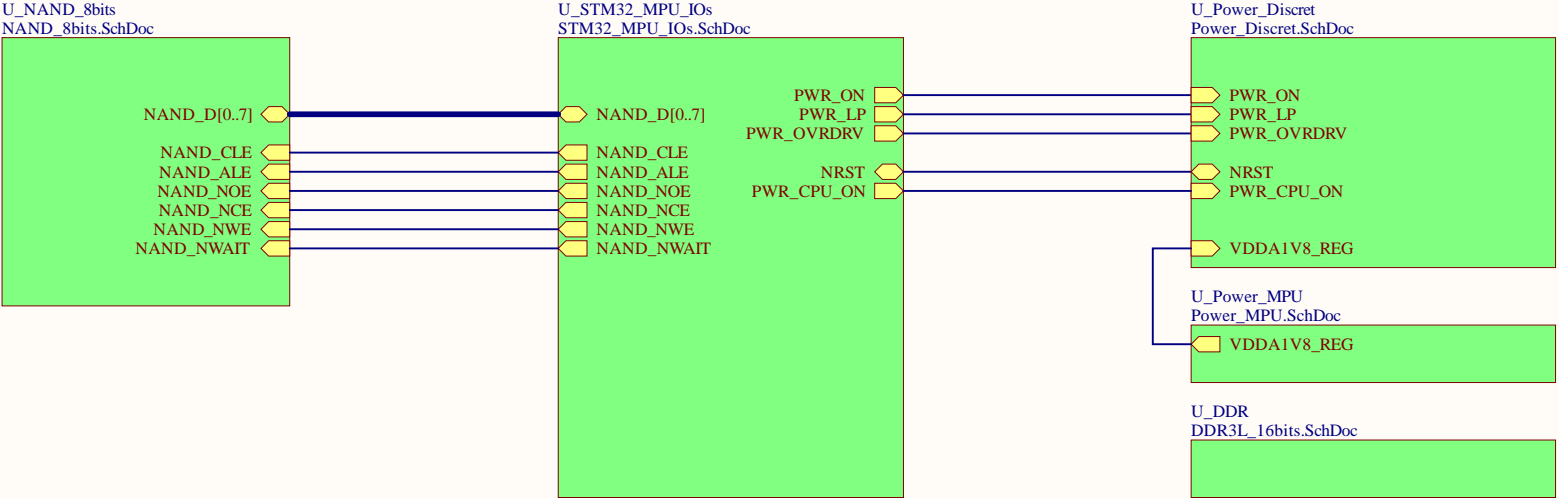 U_NAND_8bits
NAND_8bits.SchDoc
NAND_D[0..7]
NAND_CLE
NAND_ALE
NAND_NOE
NAND_NCE
NAND_NWE
NAND_NWAIT
U_STM32_MPU_IOs
STM32_MPU_IOs.SchDoc
NAND_D[0..7]
NAND_CLE
NAND_ALE
NAND_NOE
NAND_NCE
NAND_NWE
NAND_NWAIT
PWR_ON
PWR_LP
PWR_OVRDRV
NRST
PWR_CPU_ON
U_Power_Discret
Power_Discret.SchDoc
PWR_ON
PWR_LP
PWR_OVRDRV
NRST
PWR_CPU_ON
VDDA1V8_REG
U_Power_MPU
Power_MPU.SchDoc
VDDA1V8_REG
U_DDR
DDR3L_16bits.SchDoc